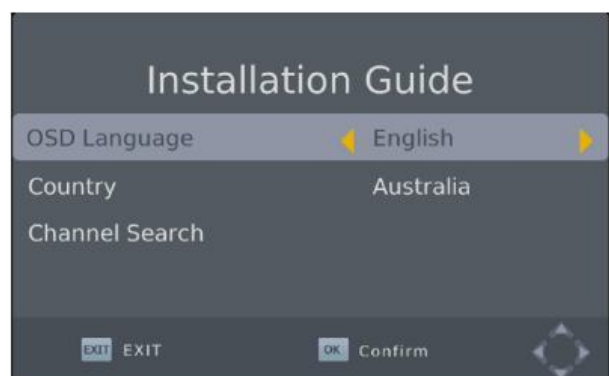 Installation Guide
OSD Language English
Country Australia
Channel Search
EXIT EXIT OK Confirm